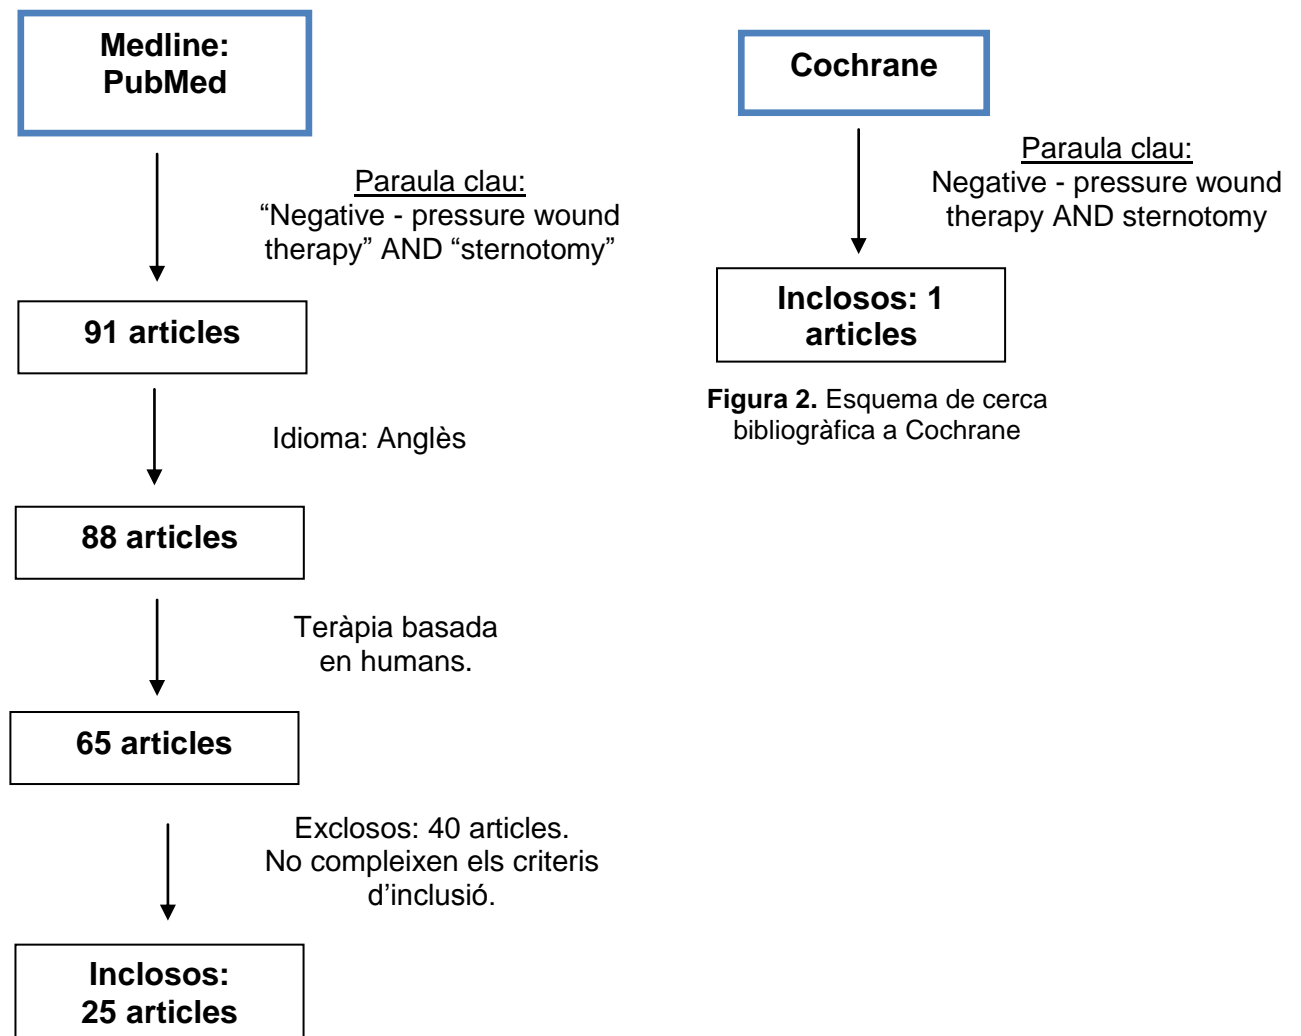 Medline:
PubMed
Paraula clau:
“Negative - pressure wound
therapy” AND “sternotomy”
91 articles
Idioma: Anglès
88 articles
Teràpia basada
en humans.
65 articles
Exclosos: 40 articles.
No compleixen els criteris
d’inclusió.
Inclosos:
25 articles
Cochrane
Paraula clau:
Negative - pressure wound
therapy AND sternotomy
Inclosos: 1
articles
Figura 2. Esquema de cerca
bibliogràfica a Cochrane